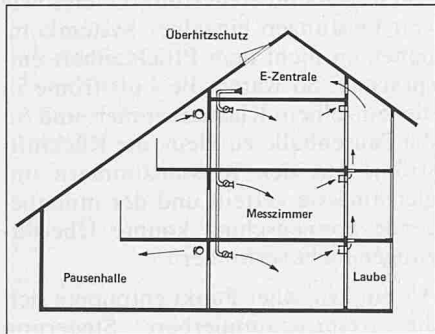 Überhitzschutz
E-Zentrale
Messzimmer
Pausenhalle
Laube